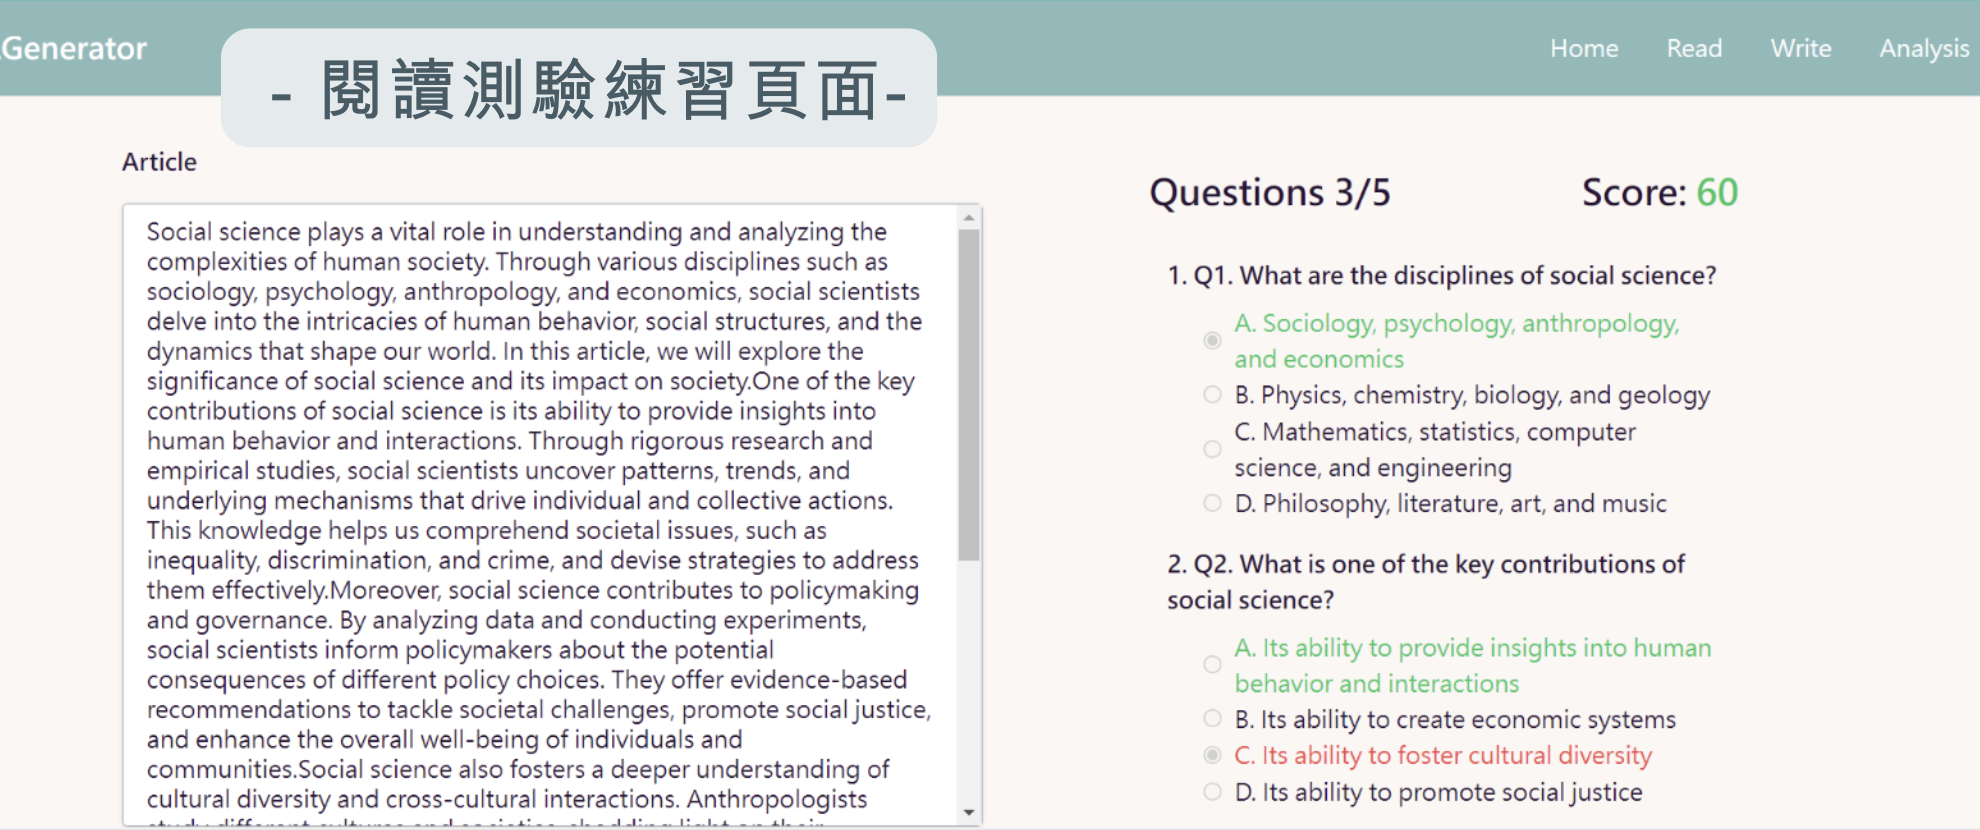 Generator
Home Read Write Analysis
- 閱讀測驗練習頁面-
Article
Social science plays a vital role in understanding and analyzing the
complexities of human society. Through various disciplines such as
sociology, psychology, anthropology, and economics, social scientists
delve into the intricacies of human behavior, social structures, and the
dynamics that shape our world. In this article, we will explore the
significance of social science and its impact on society.One of the key
contributions of social science is its ability to provide insights into
human behavior and interactions. Through rigorous research and
empirical studies, social scientists uncover patterns, trends, and
underlying mechanisms that drive individual and collective actions.
This knowledge helps us comprehend societal issues, such as
inequality, discrimination, and crime, and devise strategies to address
them effectively.Moreover, social science contributes to policymaking
and governance. By analyzing data and conducting experiments,
social scientists inform policymakers about the potential
consequences of different policy choices. They offer evidence-based
recommendations to tackle societal challenges, promote social justice,
and enhance the overall well-being of individuals and
communities.Social science also fosters a deeper understanding of
cultural diversity and cross-cultural interactions. Anthropologists
study different cultures and societies, shedding light on their
Questions 3/5
Score: 60
1. Q1. What are the disciplines of social science?
A. Sociology, psychology, anthropology,
and economics
B. Physics, chemistry, biology, and geology
C. Mathematics, statistics, computer
science, and engineering
D. Philosophy, literature, art, and music
2. Q2. What is one of the key contributions of
social science?
A. Its ability to provide insights into human
behavior and interactions
B. Its ability to create economic systems
C. Its ability to foster cultural diversity
D. Its ability to promote social justice